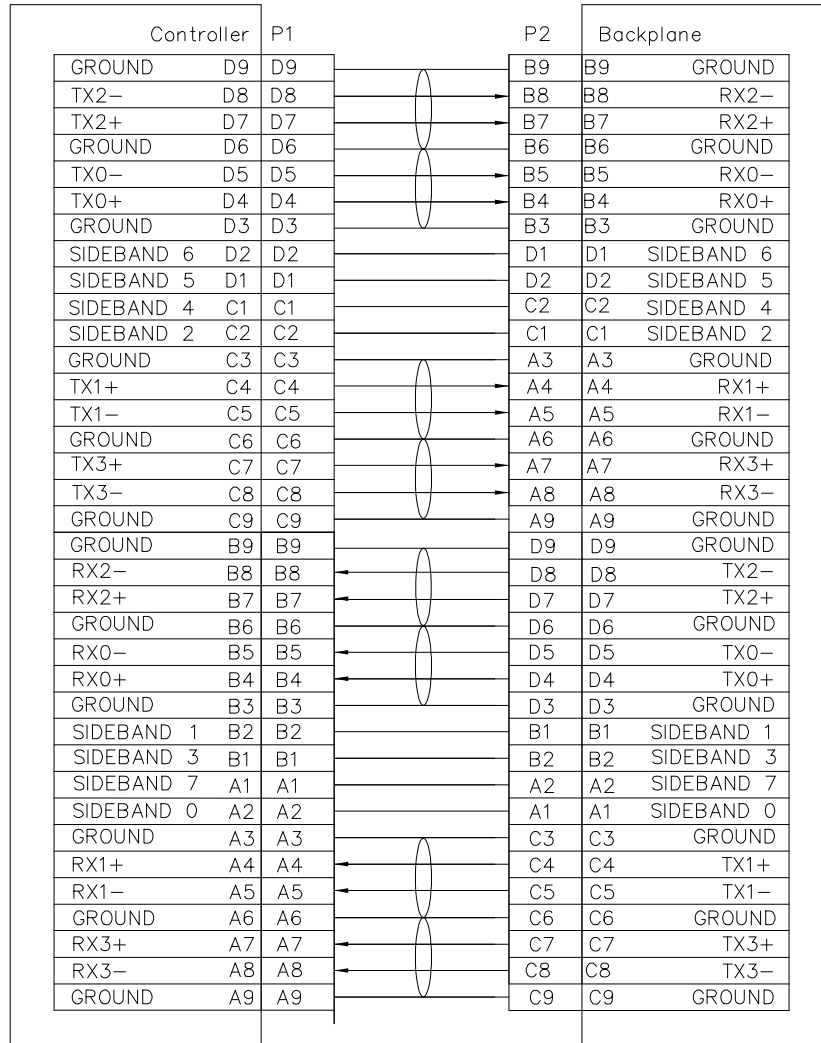 Controller P1 P2 Backplane
GROUND D9 D9 B9 B9 GROUND
TX2− D8 D8 B8 B8 RX2−
TX2+ D7 D7 B7 B7 RX2+
GROUND D6 D6 B6 B6 GROUND
TX0− D5 D5 B5 B5 RX0−
TX0+ D4 D4 B4 B4 RX0+
GROUND D3 D3 B3 B3 GROUND
SIDEBAND 6 D2 D2 D1 D1 SIDEBAND 6
SIDEBAND 5 D1 D1 D2 D2 SIDEBAND 5
SIDEBAND 4 C1 C1 C2 C2 SIDEBAND 4
SIDEBAND 2 C2 C2 C1 C1 SIDEBAND 2
GROUND C3 C3 A3 A3 GROUND
TX1+ C4 C4 A4 A4 RX1+
TX1− C5 C5 A5 A5 RX1−
GROUND C6 C6 A6 A6 GROUND
TX3+ C7 C7 A7 A7 RX3+
TX3− C8 C8 A8 A8 RX3−
GROUND C9 C9 A9 A9 GROUND
GROUND B9 B9 D9 D9 GROUND
RX2− B8 B8 D8 D8 TX2−
RX2+ B7 B7 D7 D7 TX2+
GROUND B6 B6 D6 D6 GROUND
RX0− B5 B5 D5 D5 TX0−
RX0+ B4 B4 D4 D4 TX0+
GROUND B3 B3 D3 D3 GROUND
SIDEBAND 1 B2 B2 B1 B1 SIDEBAND 1
SIDEBAND 3 B1 B1 B2 B2 SIDEBAND 3
SIDEBAND 7 A1 A1 A2 A2 SIDEBAND 7
SIDEBAND 0 A2 A2 A1 A1 SIDEBAND 0
GROUND A3 A3 C3 C3 GROUND
RX1+ A4 A4 C4 C4 TX1+
RX1− A5 A5 C5 C5 TX1−
GROUND A6 A6 C6 C6 GROUND
RX3+ A7 A7 C7 C7 TX3+
RX3− A8 A8 C8 C8 TX3−
GROUND A9 A9 C9 C9 GROUND